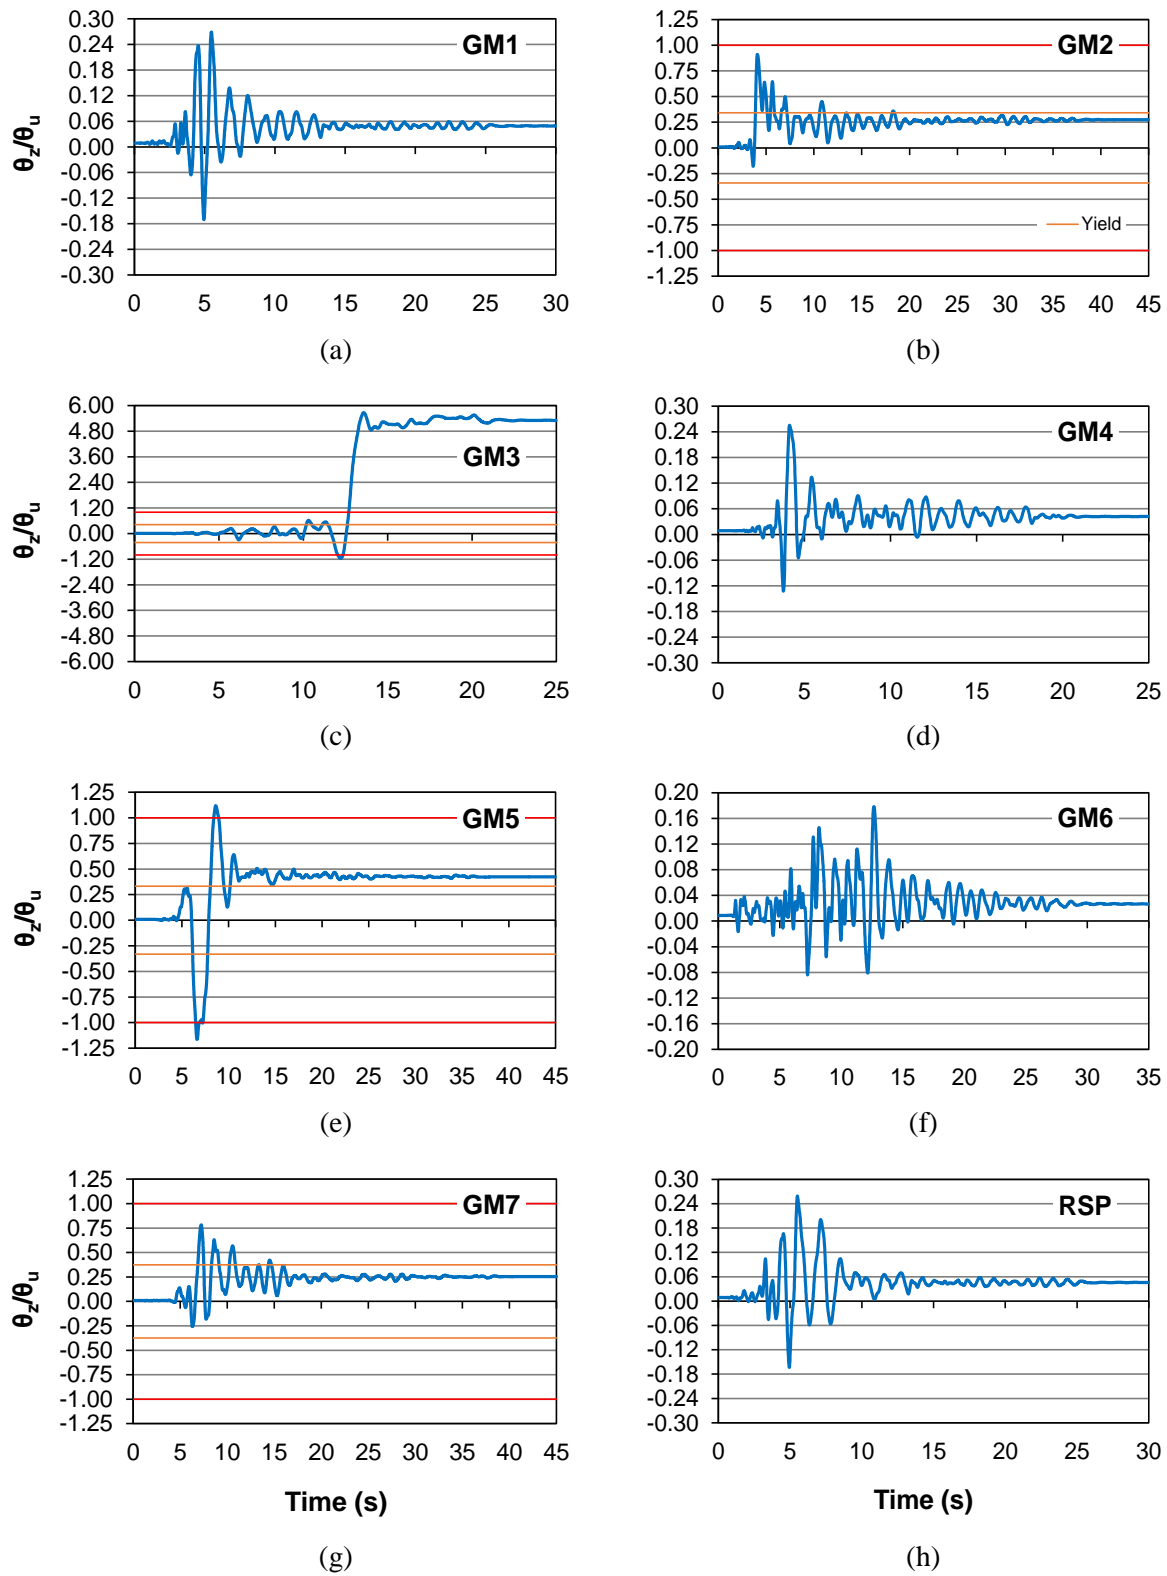 GM1
θz/θu
0.30
0.24
0.18
0.12
0.06
0.00
-0.06
-0.12
-0.18
-0.24
-0.30
0 5 10 15 20 25 30
(a)
GM2
1.25
1.00
0.75
0.50
0.25
0.00
-0.25
-0.50
-0.75
-1.00
-1.25
Yield
0 5 10 15 20 25 30 35 40 45
(b)
GM3
θz/θu
6.00
4.80
3.60
2.40
1.20
0.00
-1.20
-2.40
-3.60
-4.80
-6.00
0 5 10 15 20 25
(c)
GM4
0.30
0.24
0.18
0.12
0.06
0.00
-0.06
-0.12
-0.18
-0.24
-0.30
0 5 10 15 20 25
(d)
GM5
θz/θu
1.25
1.00
0.75
0.50
0.25
0.00
-0.25
-0.50
-0.75
-1.00
-1.25
0 5 10 15 20 25 30 35 40 45
(e)
GM6
0.20
0.16
0.12
0.08
0.04
0.00
-0.04
-0.08
-0.12
-0.16
-0.20
0 5 10 15 20 25 30 35
(f)
GM7
θz/θu
1.25
1.00
0.75
0.50
0.25
0.00
-0.25
-0.50
-0.75
-1.00
-1.25
0 5 10 15 20 25 30 35 40 45
Time (s)
(g)
RSP
0.30
0.24
0.18
0.12
0.06
0.00
-0.06
-0.12
-0.18
-0.24
-0.30
0 5 10 15 20 25 30
Time (s)
(h)